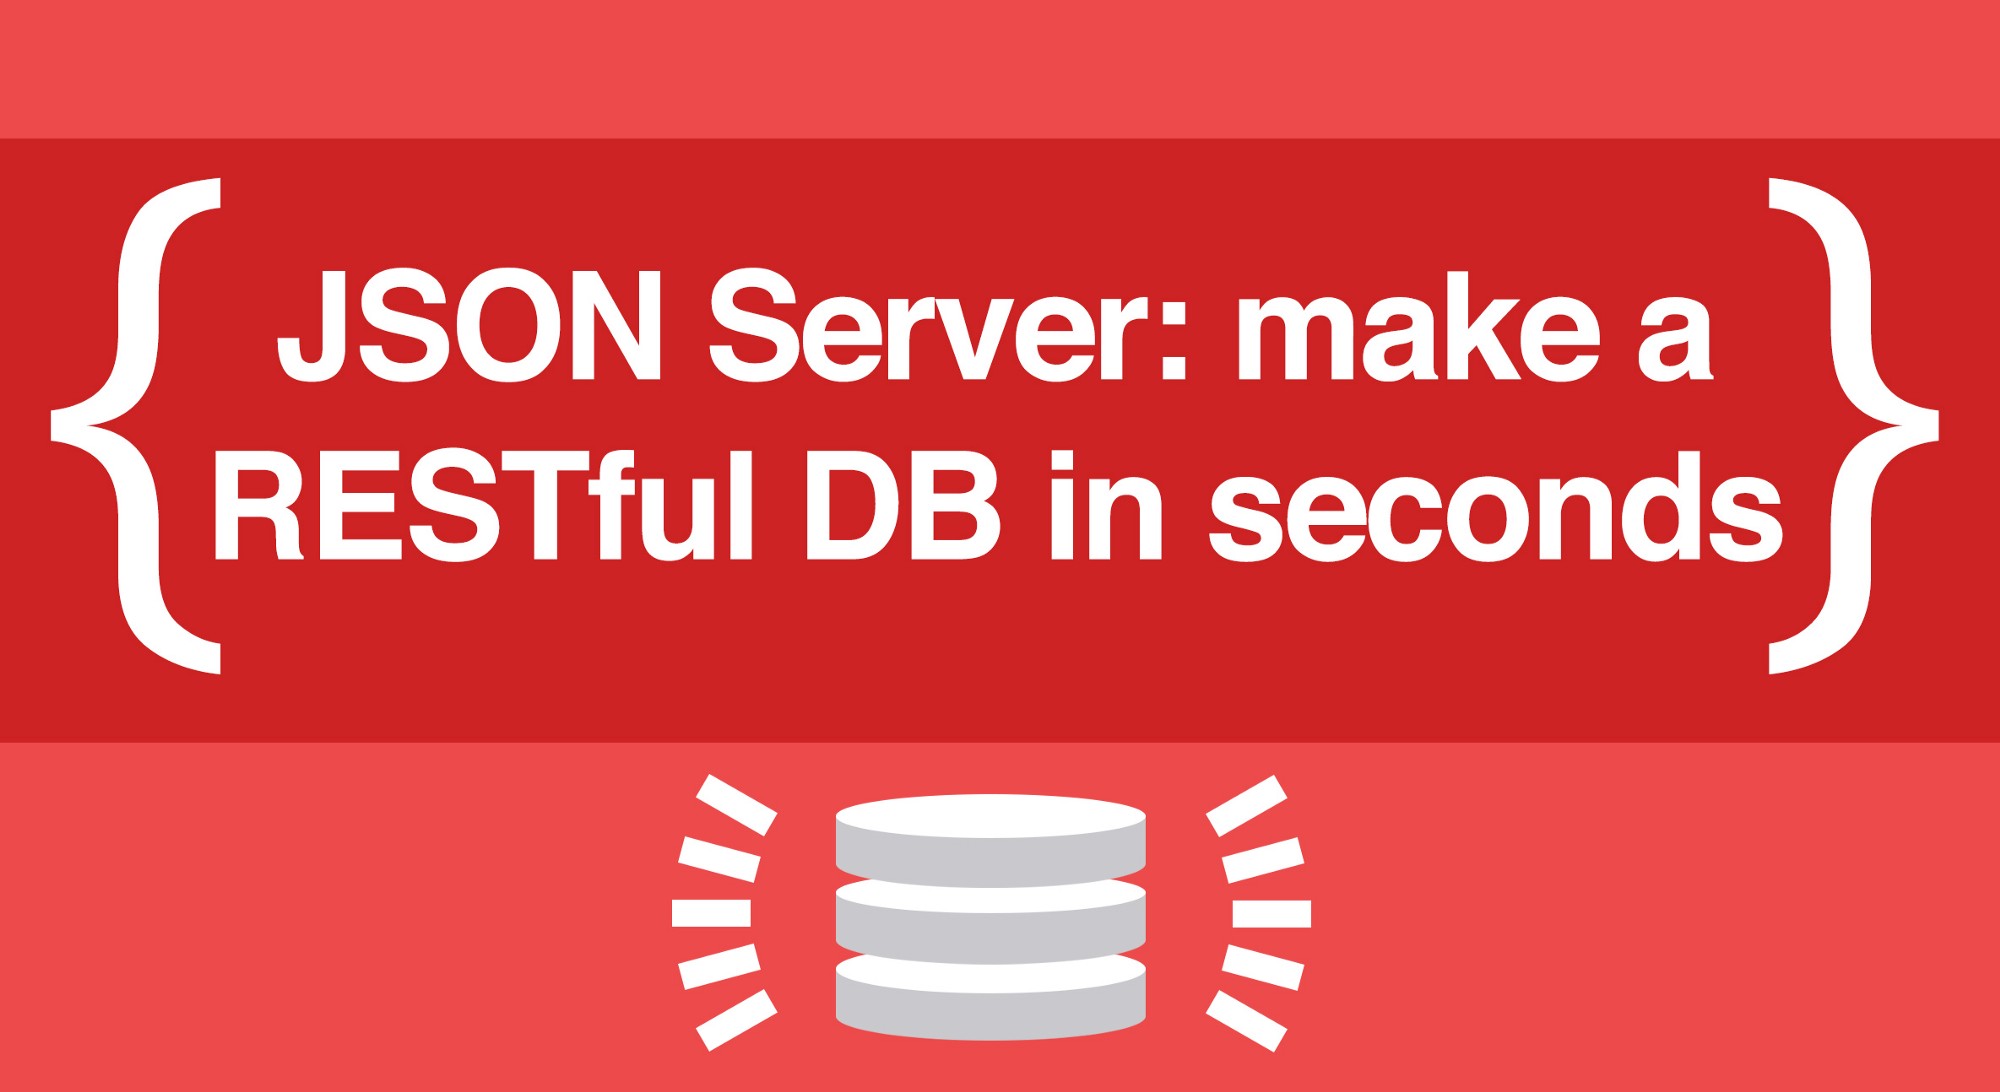 { JSON Server: make a
RESTful DB in seconds }